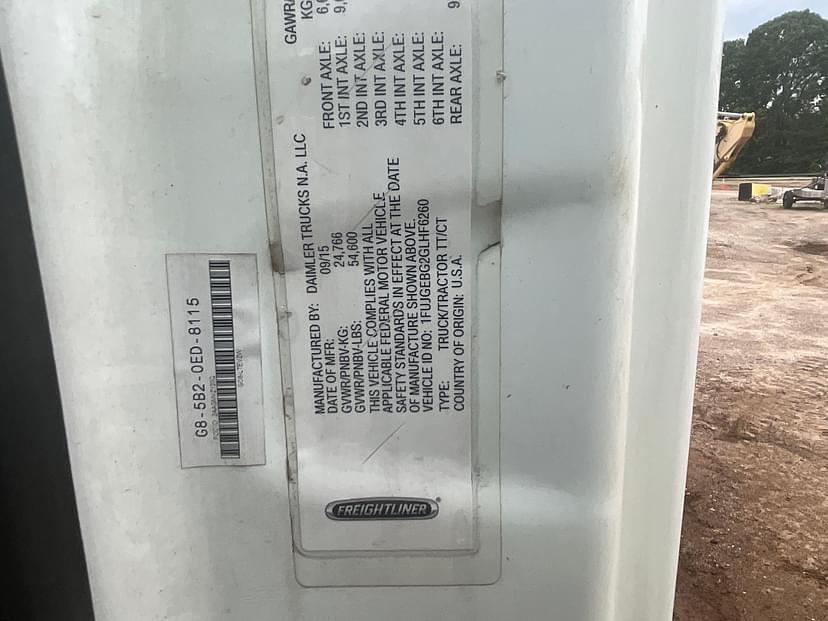 G8-5B2-0ED-8115
MANUFACTURED BY: DAIMLER TRUCKS N.A. LLC
DATE OF MFR: 09/15
GVWR/PNBV-KG: 24,766
GVWR/PNBV-LBS: 54,600
THIS VEHICLE COMPLIES WITH ALL
APPLICABLE FEDERAL MOTOR VEHICLE
SAFETY STANDARDS IN EFFECT AT THE DATE
OF MANUFACTURE SHOWN ABOVE.
VEHICLE ID NO: 1FUJGEBG2GLHF6260
TYPE: TRUCK/TRACTOR TT/CT
COUNTRY OF ORIGIN: U.S.A.
GAWR/
KG
FRONT AXLE: 6,
1ST INT AXLE: 9,
2ND INT AXLE:
3RD INT AXLE:
4TH INT AXLE:
5TH INT AXLE:
6TH INT AXLE:
REAR AXLE: 9
FREIGHTLINER